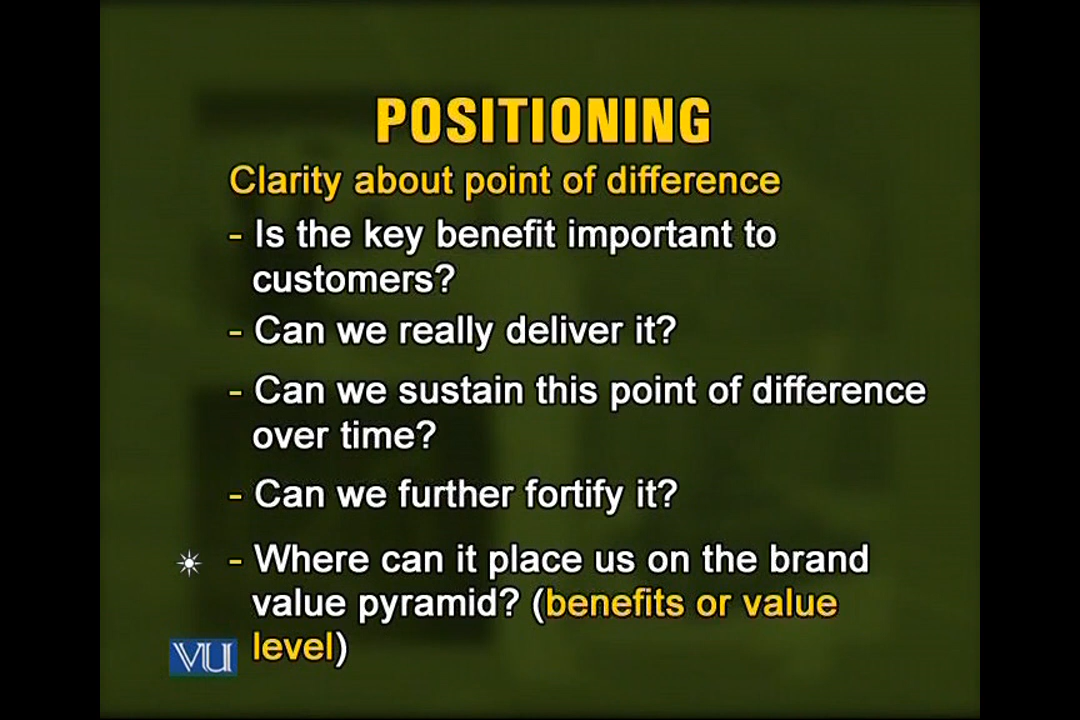 POSITIONING
Clarity about point of difference
- Is the key benefit important to
customers?
- Can we really deliver it?
- Can we sustain this point of difference
over time?
- Can we further fortify it?
- Where can it place us on the brand
value pyramid? (benefits or value
level)
VU